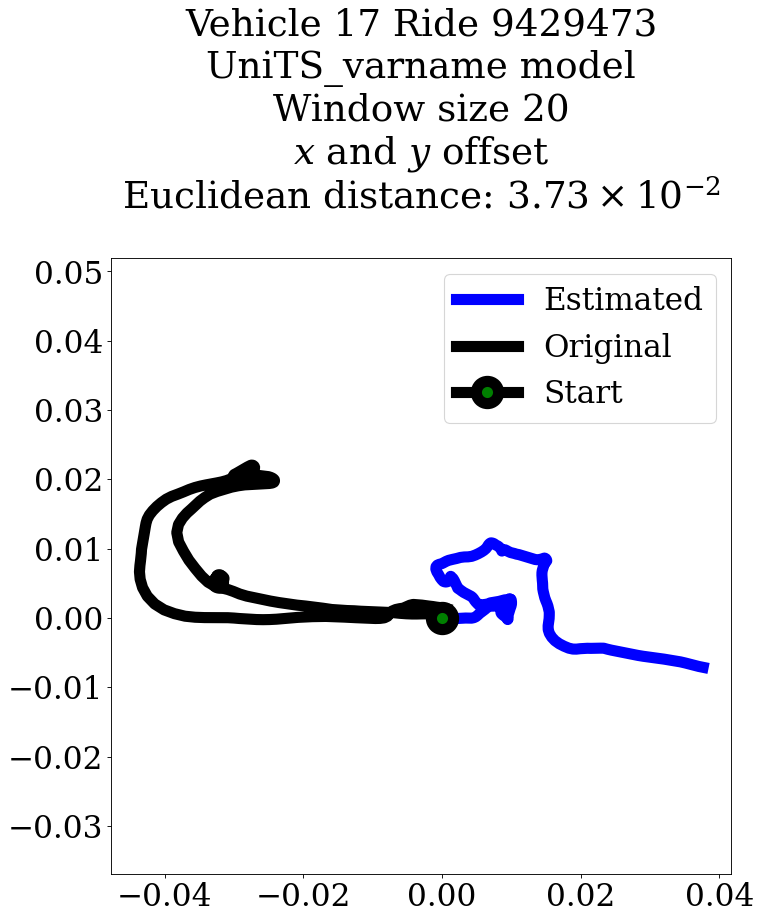 Vehicle 17 Ride 9429473
UniTS_varname model
Window size 20
x and y offset
Euclidean distance: 3.73 × 10⁻²
Estimated
Original
Start
0.05
0.04
0.03
0.02
0.01
0.00
−0.01
−0.02
−0.03
−0.04 −0.02 0.00 0.02 0.04